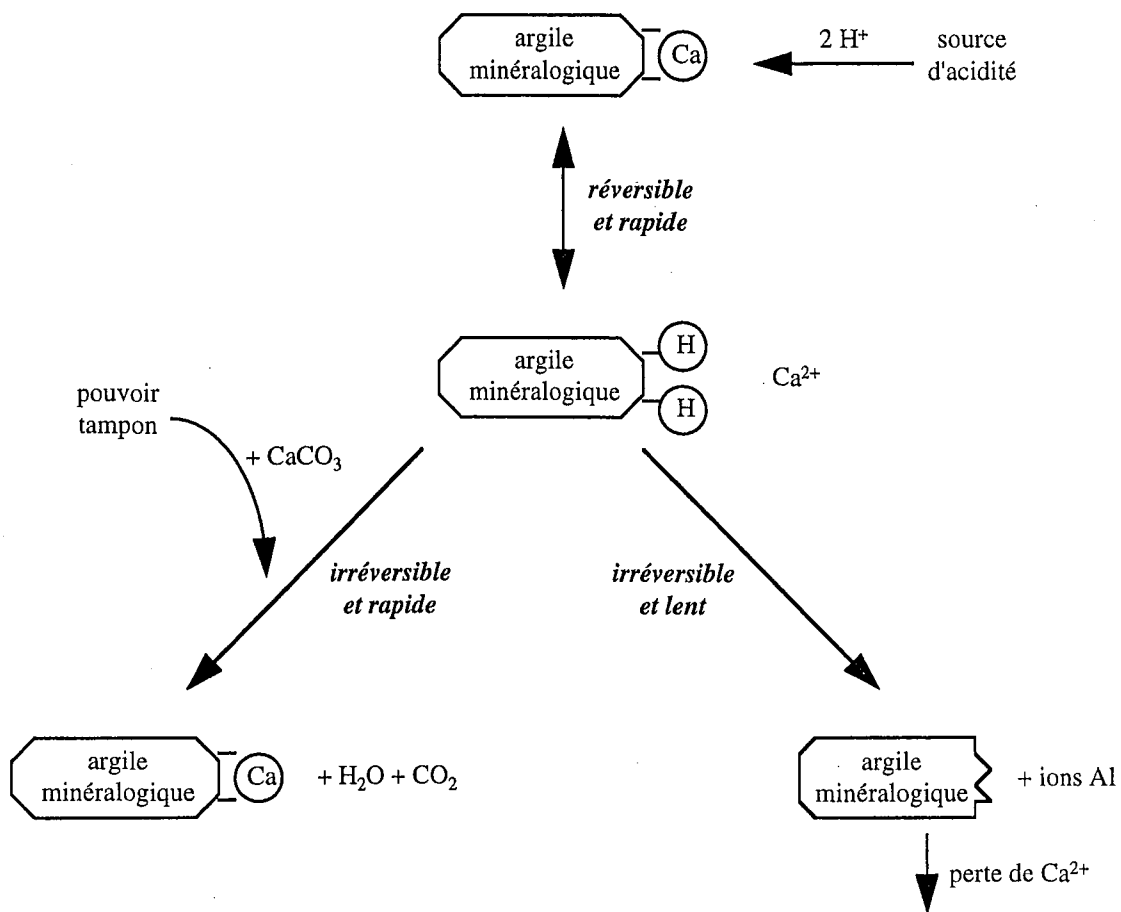 argile
minéralogique
Ca
2 H⁺
source
d'acidité
réversible
et rapide
argile
minéralogique
H
H
Ca²⁺
pouvoir
tampon
+ CaCO₃
irréversible
et rapide
irréversible
et lent
argile
minéralogique
Ca
+ H₂O + CO₂
argile
minéralogique
+ ions Al
perte de Ca²⁺